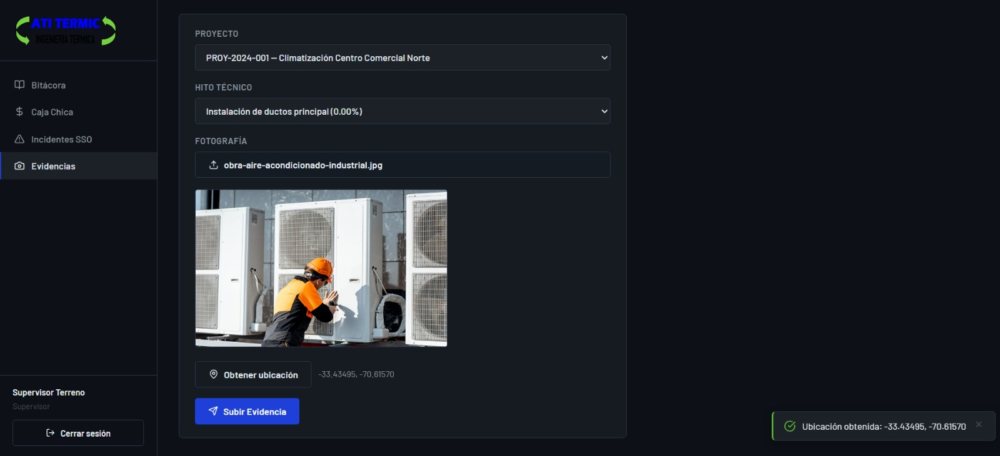 ATI TERMIC
INGENIERIA TERMICA
Bitácora
Caja Chica
Incidentes SSO
Evidencias
Supervisor Terreno
Supervisor
Cerrar sesión
PROYECTO
PROY-2024-001 — Climatización Centro Comercial Norte
HITO TÉCNICO
Instalación de ductos principal (0.00%)
FOTOGRAFÍA
obra-aire-acondicionado-industrial.jpg
Obtener ubicación
-33.43495, -70.61570
Subir Evidencia
Ubicación obtenida: -33.43495, -70.61570